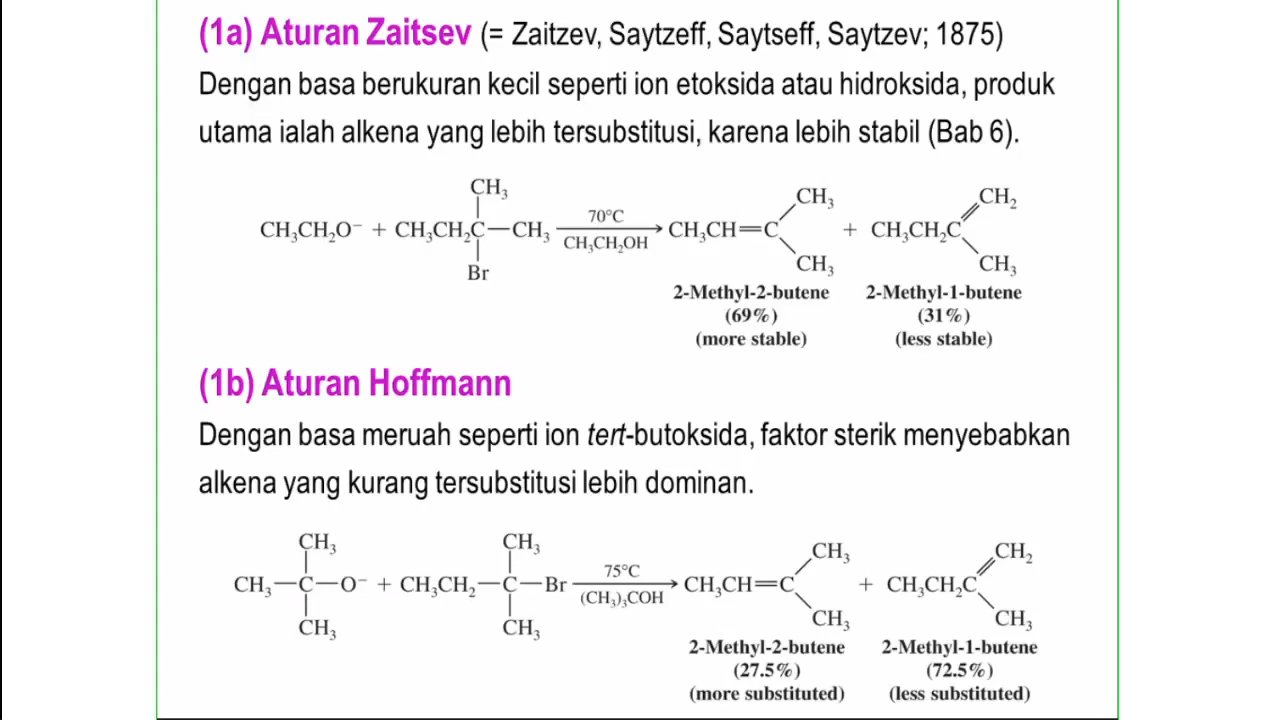 (1a) Aturan Zaitsev (= Zaitzev, Saytzeff, Saytseff, Saytzev; 1875)
Dengan basa berukuran kecil seperti ion etoksida atau hidroksida, produk
utama ialah alkena yang lebih tersubstitusi, karena lebih stabil (Bab 6).
CH₃ CH₃ CH₂
CH₃CH₂O⁻ + CH₃CH₂C—CH₃ 70°C CH₃CH₂OH → CH₃CH=C + CH₃CH₂C
Br CH₃ CH₃
2-Methyl-2-butene 2-Methyl-1-butene
(69%) (31%)
(more stable) (less stable)
(1b) Aturan Hoffmann
Dengan basa meruah seperti ion tert-butoksida, faktor sterik menyebabkan
alkena yang kurang tersubstitusi lebih dominan.
CH₃ CH₃ CH₃ CH₂
CH₃—C—O⁻ + CH₃CH₂—C—Br 75°C (CH₃)₃COH → CH₃CH=C + CH₃CH₂C
CH₃ CH₃ CH₃ CH₃
2-Methyl-2-butene 2-Methyl-1-butene
(27.5%) (72.5%)
(more substituted) (less substituted)